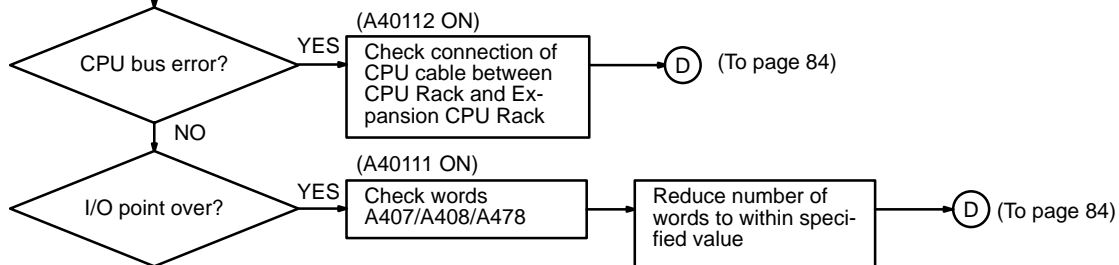 (A40112 ON)
CPU bus error?
YES
Check connection of
CPU cable between
CPU Rack and Ex-
pansion CPU Rack
D
(To page 84)
NO
(A40111 ON)
I/O point over?
YES
Check words
A407/A408/A478
Reduce number of
words to within speci-
fied value
D
(To page 84)